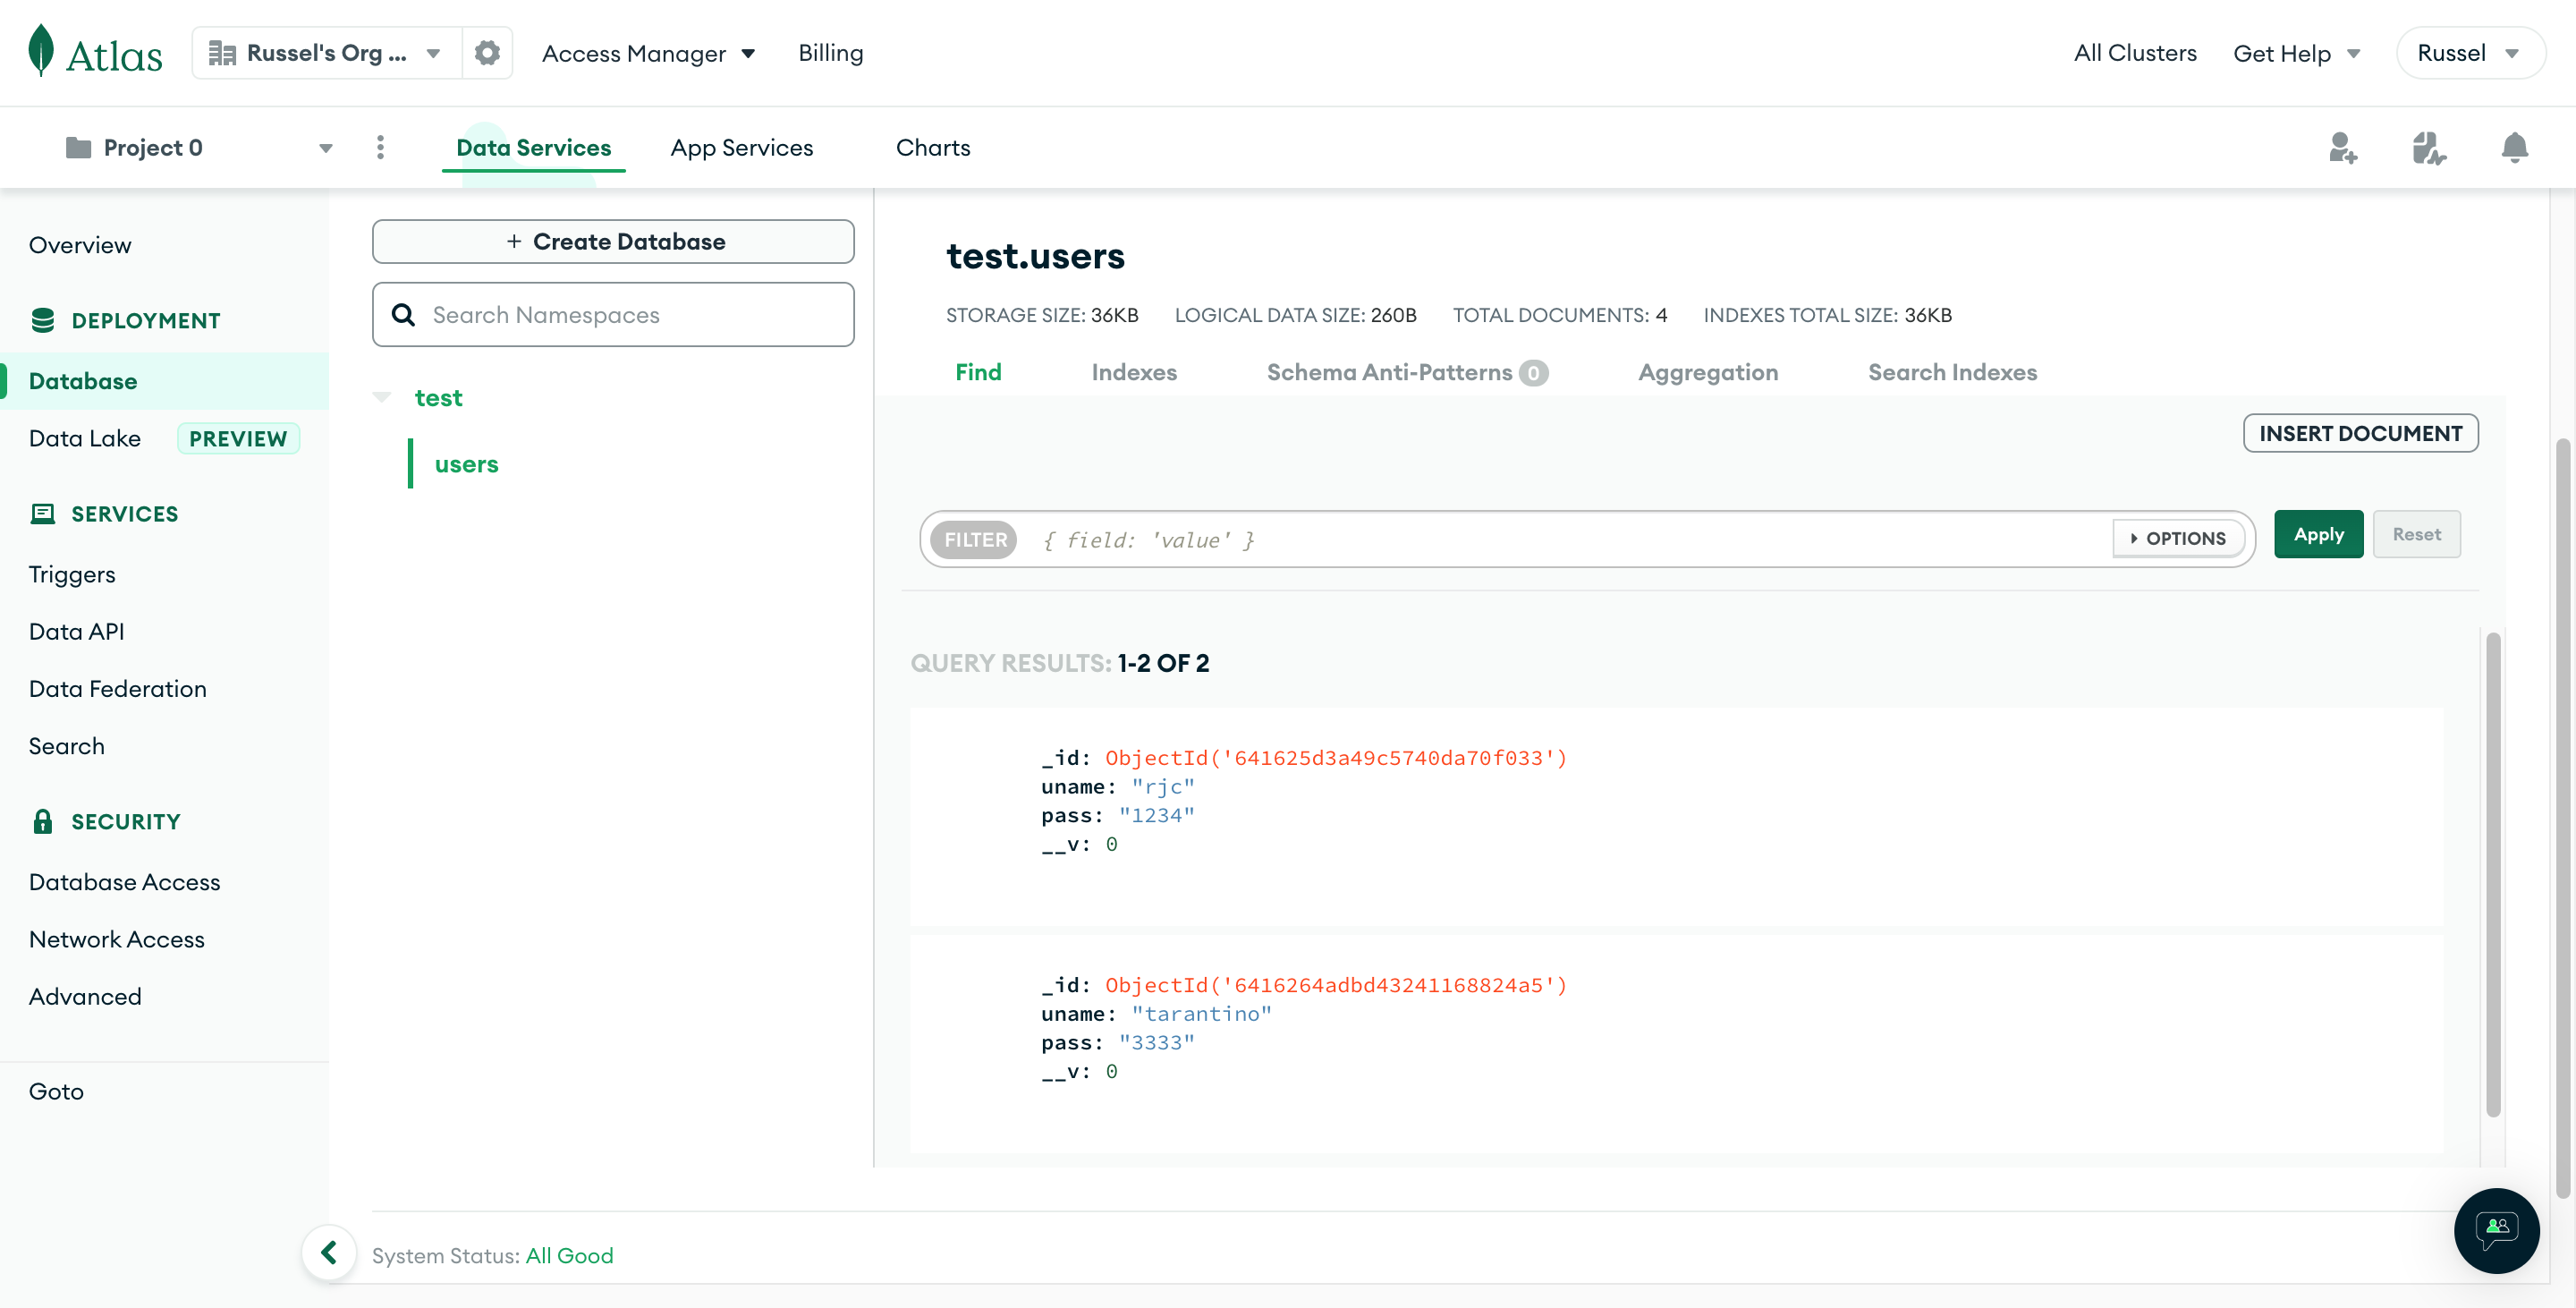 Atlas
Russel's Org ...
Access Manager
Billing
All Clusters
Get Help
Russel
Project 0
Data Services
App Services
Charts
Overview
DEPLOYMENT
Database
Data Lake PREVIEW
SERVICES
Triggers
Data API
Data Federation
Search
SECURITY
Database Access
Network Access
Advanced
Goto
+ Create Database
Search Namespaces
test
users
test.users
STORAGE SIZE: 36KB LOGICAL DATA SIZE: 260B TOTAL DOCUMENTS: 4 INDEXES TOTAL SIZE: 36KB
Find Indexes Schema Anti-Patterns 0 Aggregation Search Indexes
INSERT DOCUMENT
FILTER { field: 'value' } OPTIONS Apply Reset
QUERY RESULTS: 1-2 OF 2
_id: ObjectId('641625d3a49c5740da70f033')
uname: "rjc"
pass: "1234"
__v: 0
_id: ObjectId('6416264adbd43241168824a5')
uname: "tarantino"
pass: "3333"
__v: 0
System Status: All Good